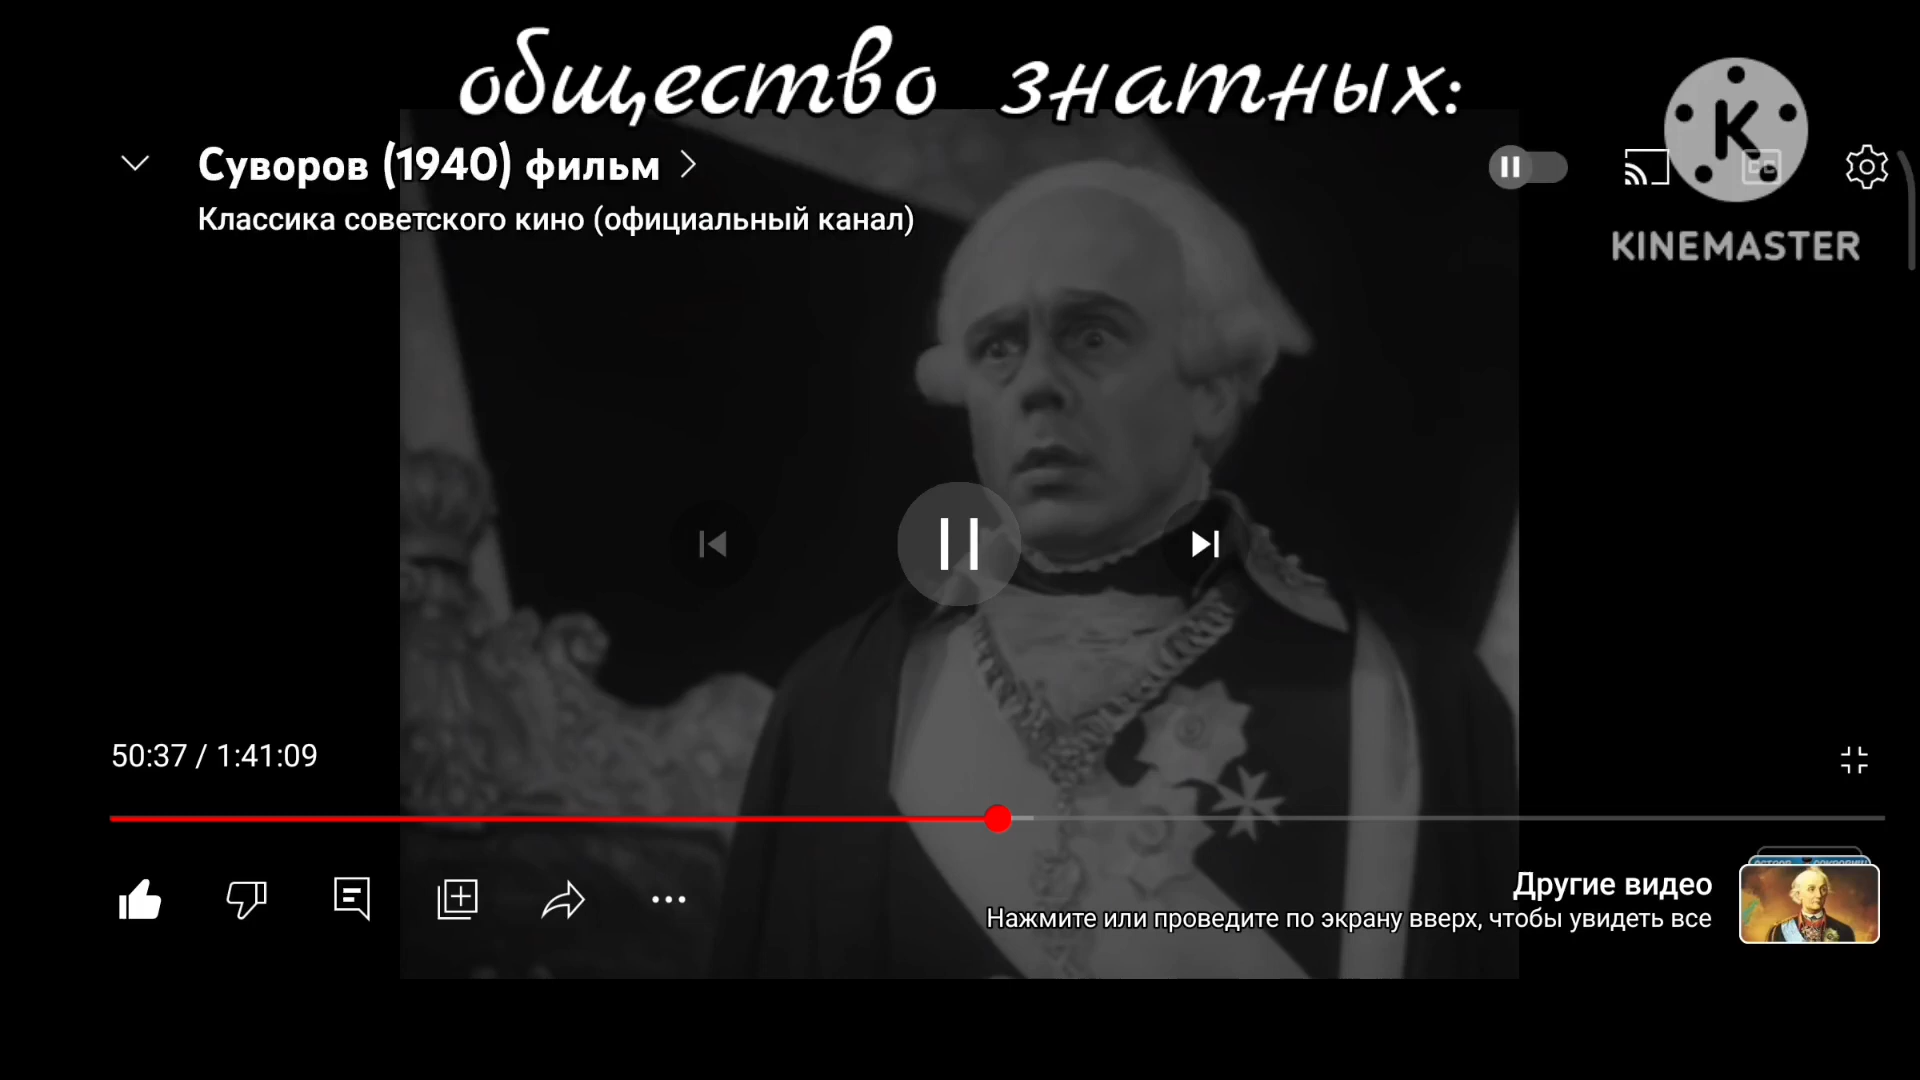 общество знатных:
Суворов (1940) фильм
Классика советского кино (официальный канал)
K
CC
KINEMASTER
50:37 / 1:41:09
Другие видео
Нажмите или проведите по экрану вверх, чтобы увидеть все